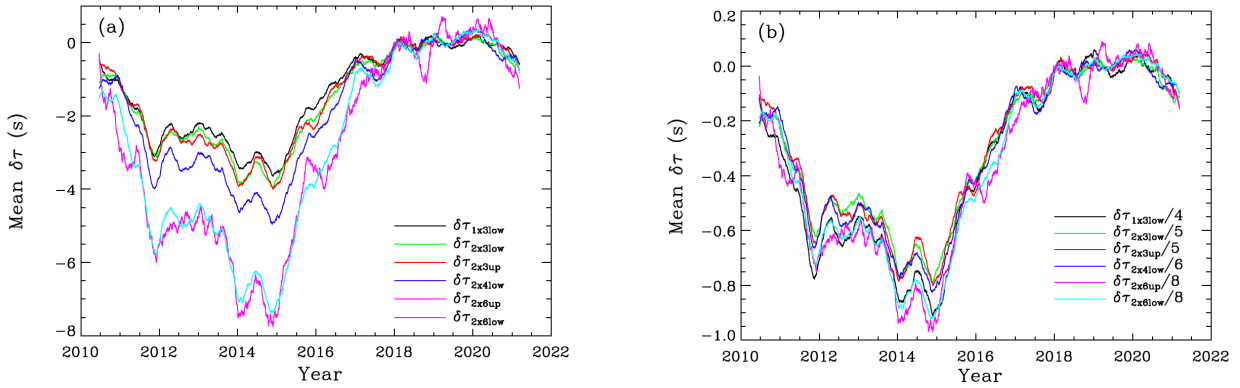 (a)
0
-2
-4
-6
-8
Mean δτ (s)
2010 2012 2014 2016 2018 2020 2022
Year
δτ1x3low
δτ2x3low
δτ2x3up
δτ2x4low
δτ2x6up
δτ2x6low
(b)
0.2
0.0
-0.2
-0.4
-0.6
-0.8
-1.0
Mean δτ (s)
2010 2012 2014 2016 2018 2020 2022
Year
δτ1x3low/4
δτ2x3low/5
δτ2x3up/5
δτ2x4low/6
δτ2x6up/8
δτ2x6low/8